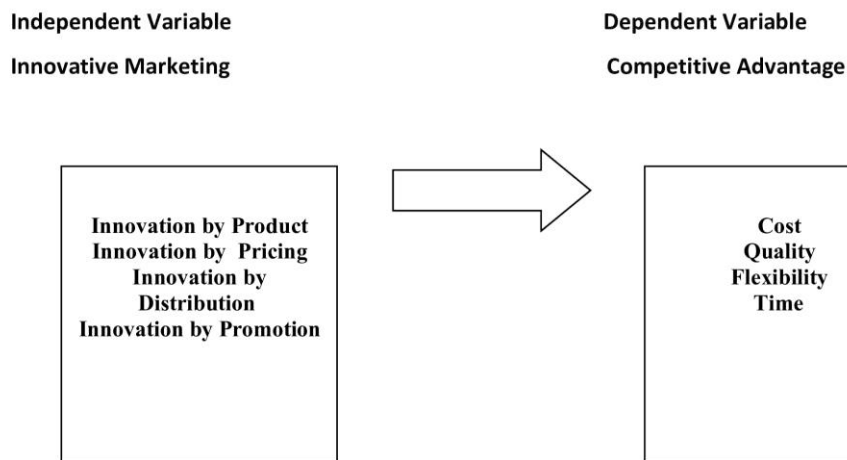 Independent Variable
Dependent Variable
Innovative Marketing
Competitive Advantage
Innovation by Product
Innovation by Pricing
Innovation by
Distribution
Innovation by Promotion
Cost
Quality
Flexibility
Time